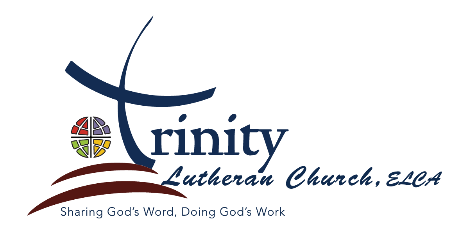 Trinity
Lutheran Church, ELCA
Sharing God's Word, Doing God's Work